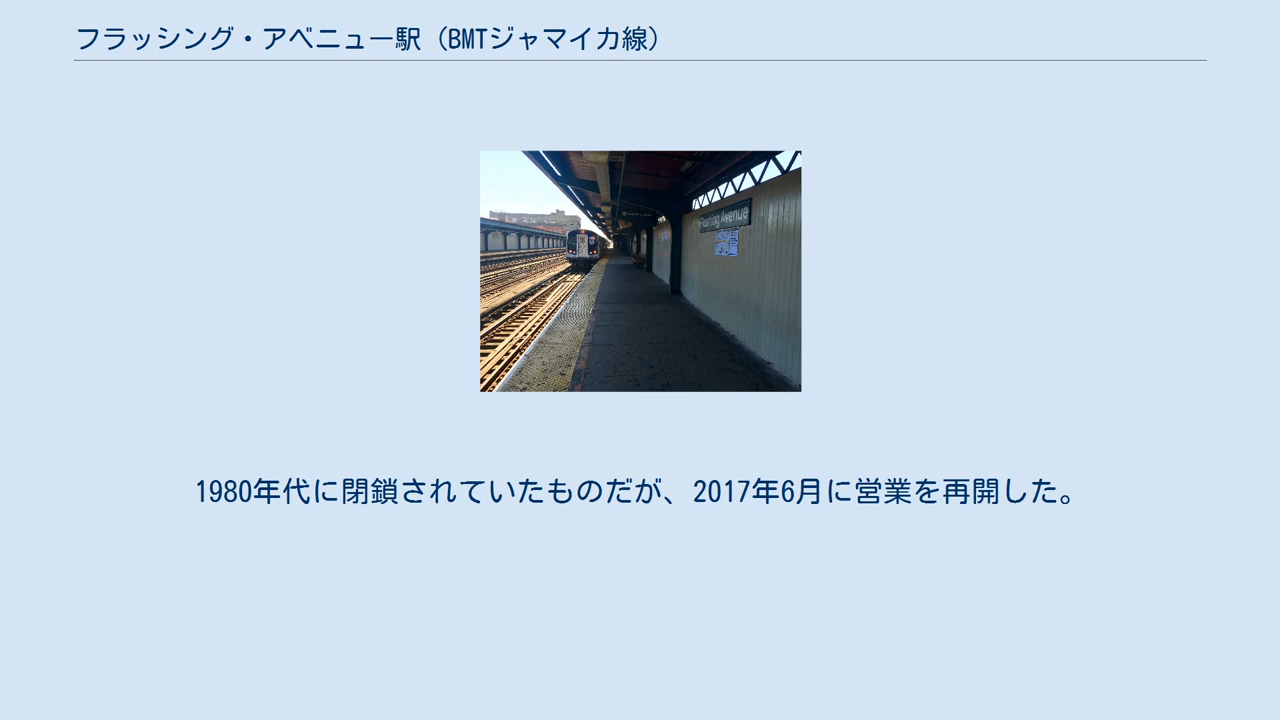 フラッシング・アベニュー駅（BMTジャマイカ線）
Flushing Avenue
1980年代に閉鎖されていたものだが、2017年6月に営業を再開した。